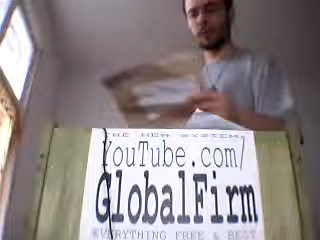 THE NEW SYSTEM:
YouTube.com/
GlobalFirm
EVERYTHING FREE & BEST